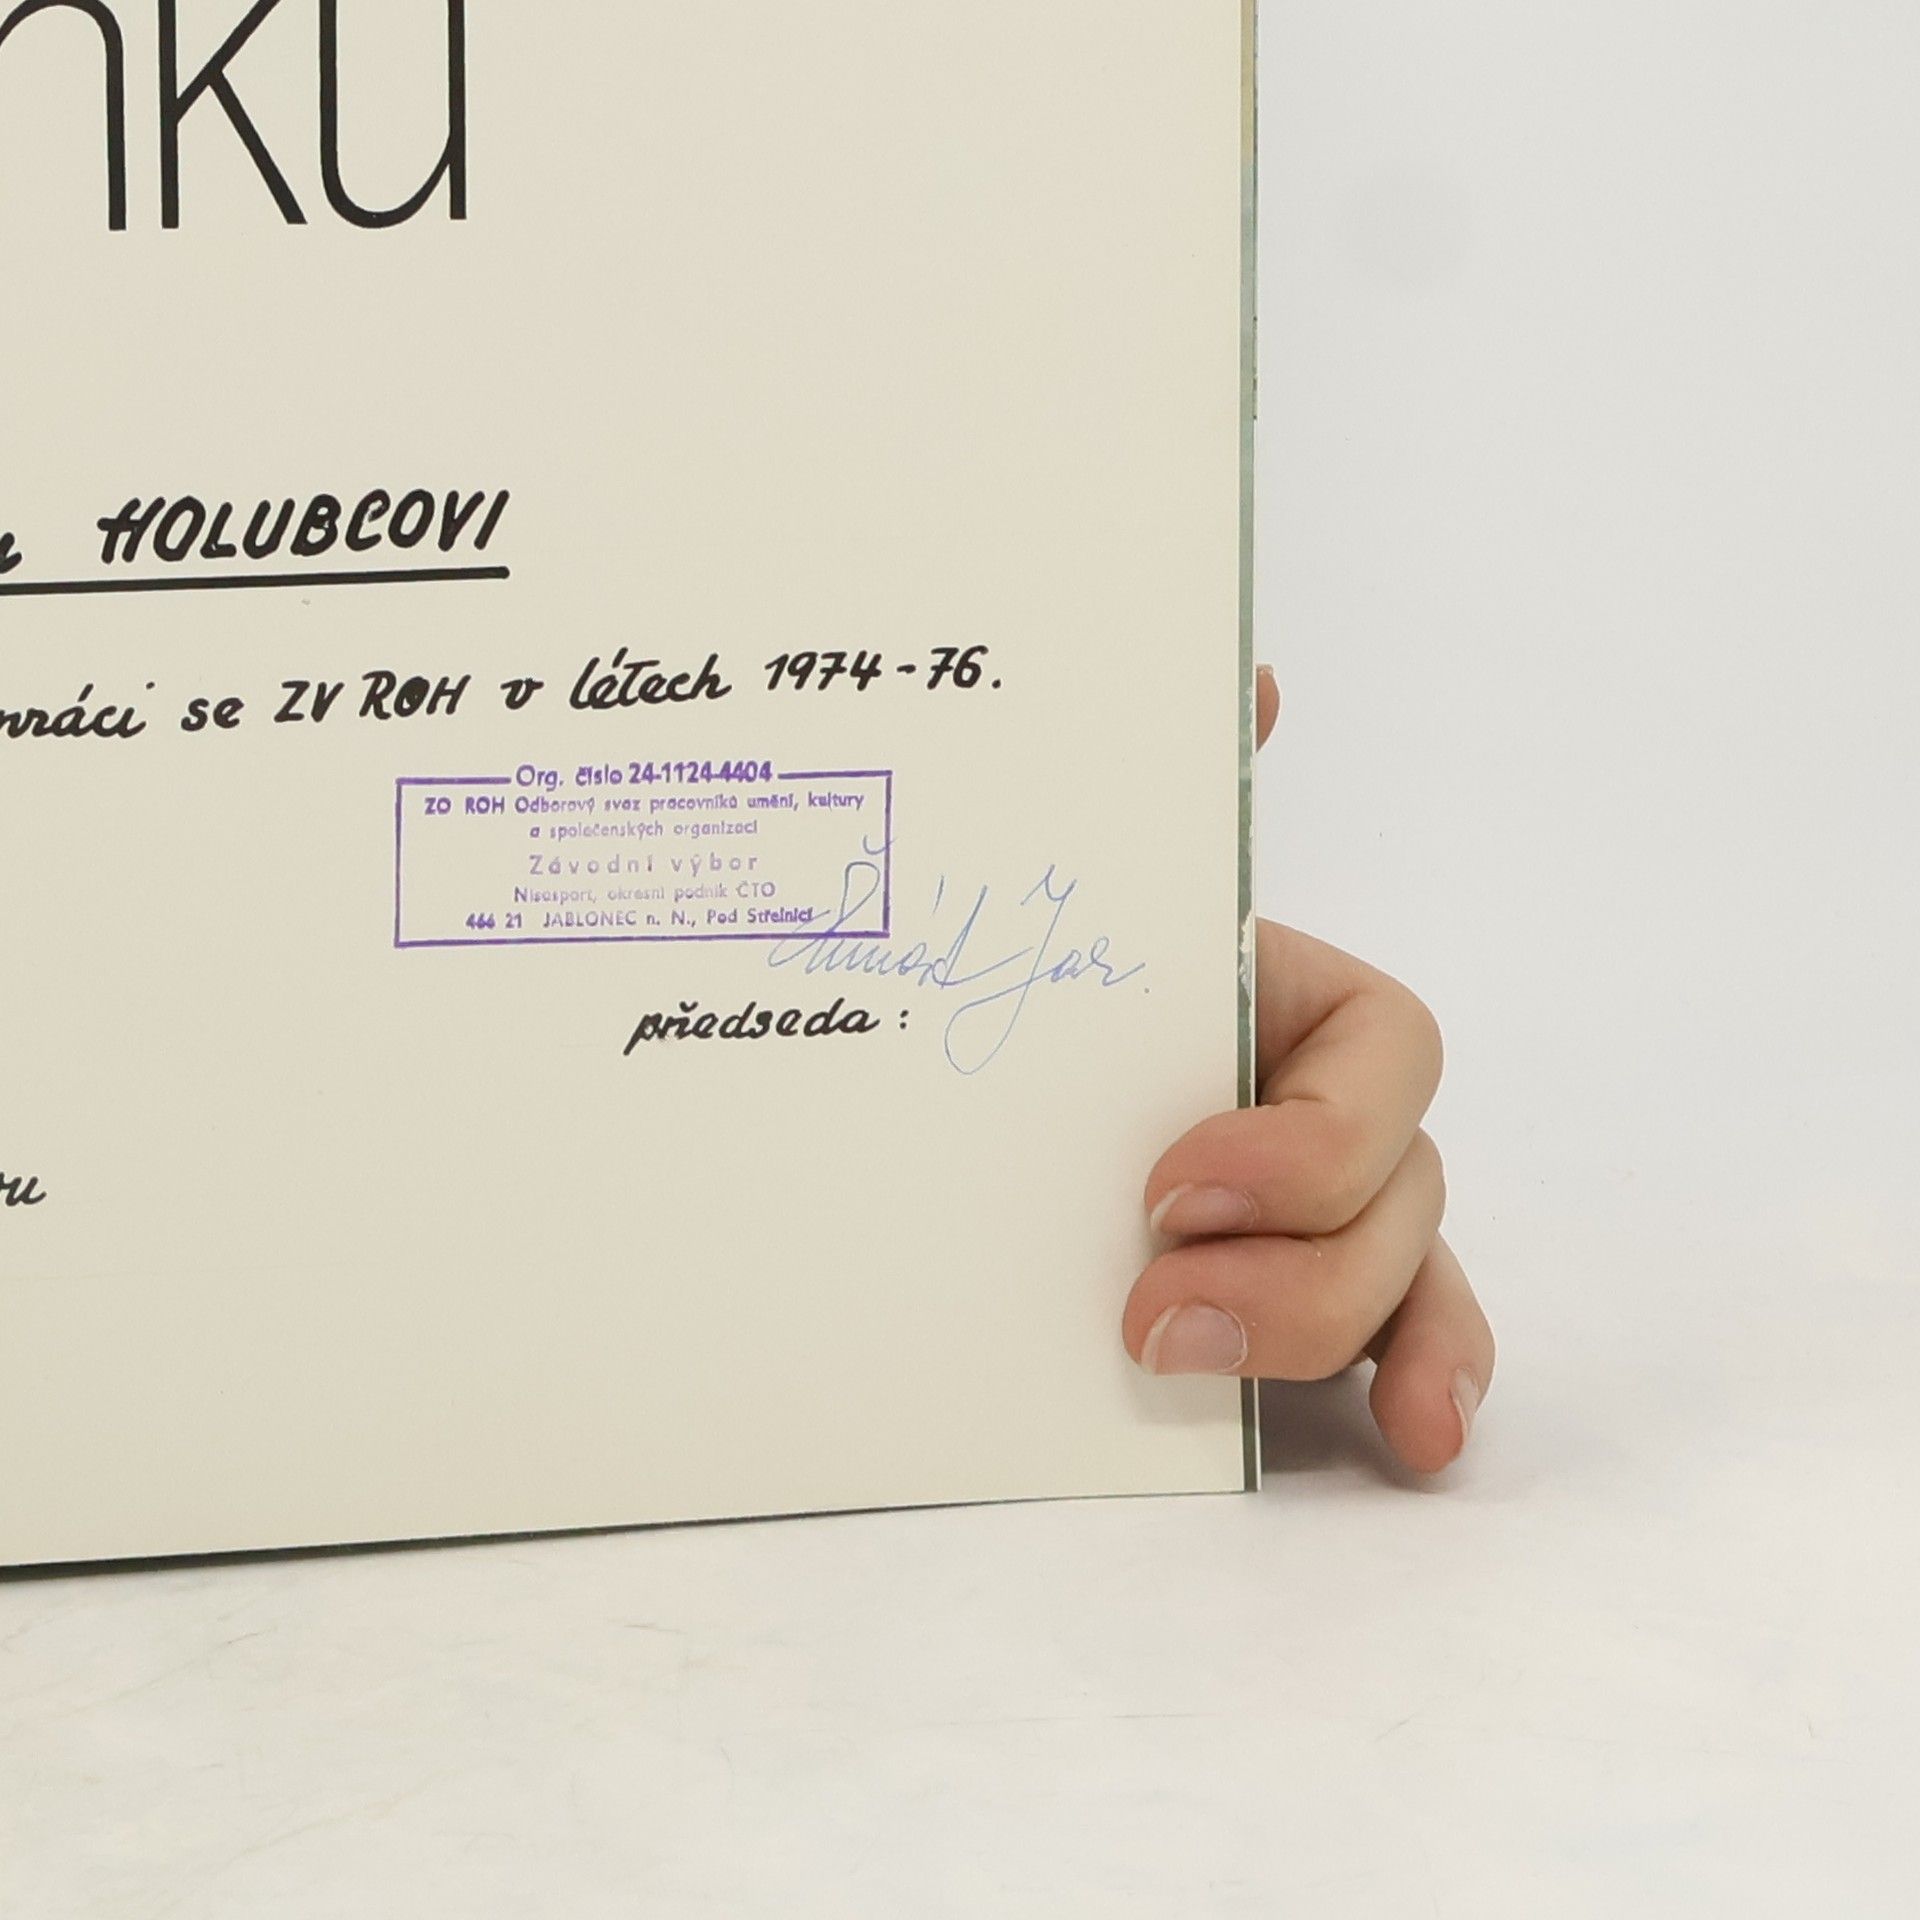 nku
HOLUBCOVI
práci se ZV ROH v létech 1974-76.
Org. číslo 24-1124-4404
ZO ROH Odborový svaz pracovníků umění, kultury
a společenských organizací
Závodní výbor
Nisasport, okresní podnik ČTO
466 21 JABLONEC n. N., Pod Střelnicí
předseda: